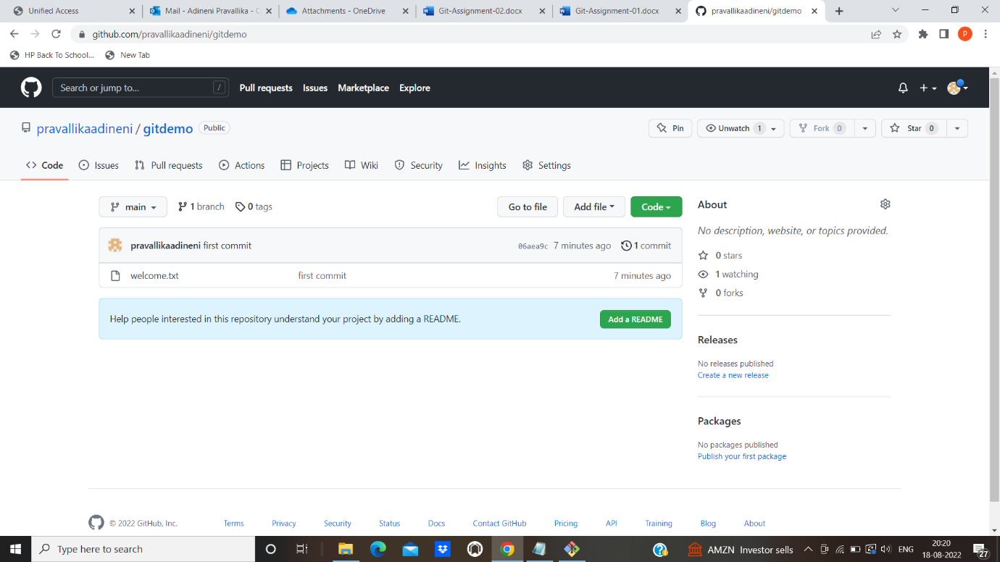 Unified Access
Mail - Adineni Pravallika - C
Attachments - OneDrive
Git-Assignment-02.docx
Git-Assignment-01.docx
pravallikaadineni/gitdemo
github.com/pravallikaadineni/gitdemo
P
HP Back To School...
New Tab
Search or jump to...
/
Pull requests
Issues
Marketplace
Explore
pravallikaadineni / gitdemo
Public
Pin
Unwatch 1
Fork 0
Star 0
Code
Issues
Pull requests
Actions
Projects
Wiki
Security
Insights
Settings
main
1 branch
0 tags
Go to file
Add file
Code
pravallikaadineni first commit
06aea9c 7 minutes ago
1 commit
welcome.txt
first commit
7 minutes ago
Help people interested in this repository understand your project by adding a README.
Add a README
About
No description, website, or topics provided.
0 stars
1 watching
0 forks
Releases
No releases published
Create a new release
Packages
No packages published
Publish your first package
© 2022 GitHub, Inc.
Terms
Privacy
Security
Status
Docs
Contact GitHub
Pricing
API
Training
Blog
About
Type here to search
AMZN Investor sells
ENG
20:20
18-08-2022
27